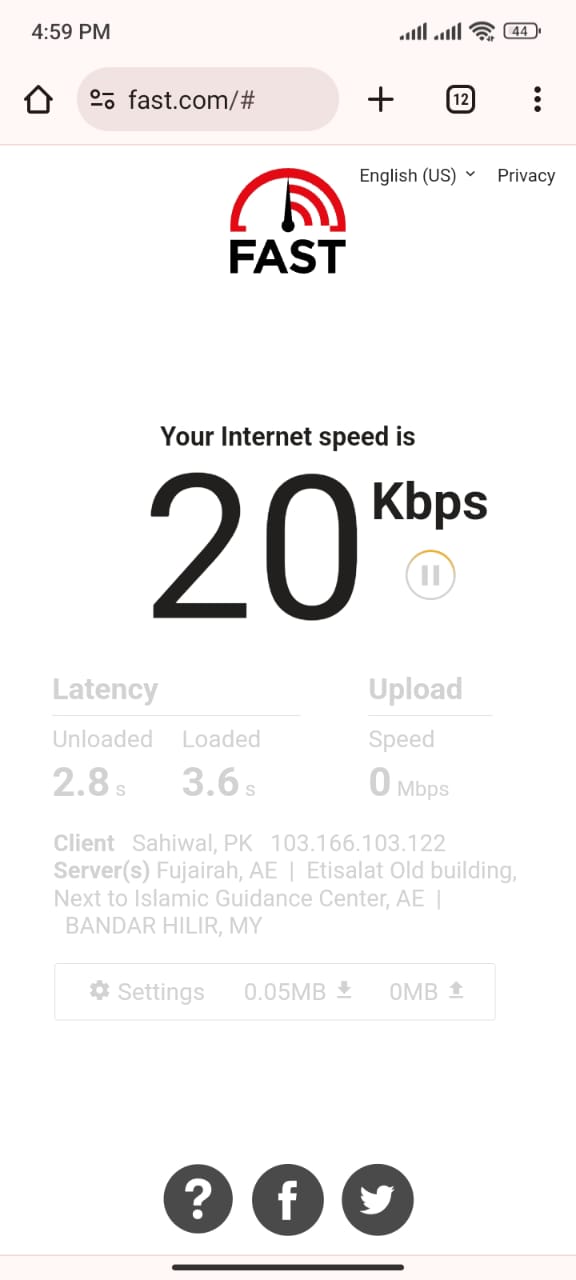 4:59 PM
44
fast.com/#
12
English (US)
Privacy
FAST
Your Internet speed is
20 Kbps
Latency
Upload
Unloaded Loaded
Speed
2.8 s 3.6 s
0 Mbps
Client Sahiwal, PK 103.166.103.122
Server(s) Fujairah, AE | Etisalat Old building,
Next to Islamic Guidance Center, AE |
BANDAR HILIR, MY
Settings 0.05MB 0MB
?
f